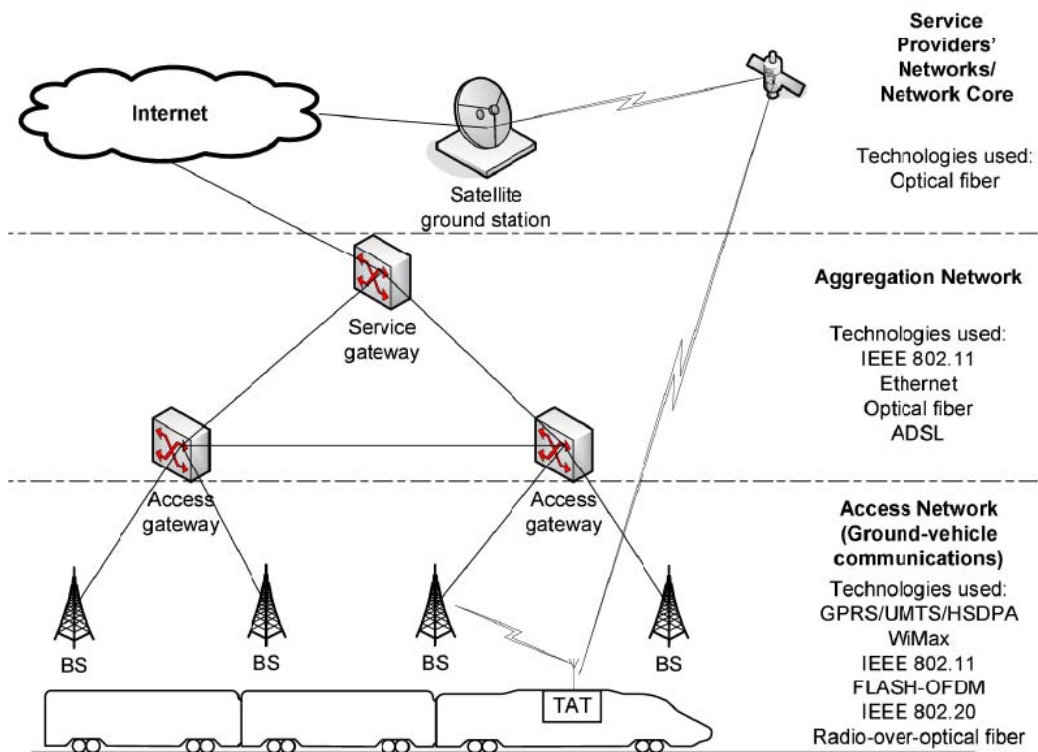 Service
Providers'
Networks/
Network Core
Internet
Technologies used:
Optical fiber
Satellite
ground station
Aggregation Network
Service
gateway
Technologies used:
IEEE 802.11
Ethernet
Optical fiber
ADSL
Access
gateway
Access
gateway
Access Network
(Ground-vehicle
communications)
Technologies used:
GPRS/UMTS/HSDPA
WiMax
IEEE 802.11
FLASH-OFDM
IEEE 802.20
Radio-over-optical fiber
BS
BS
BS
BS
TAT